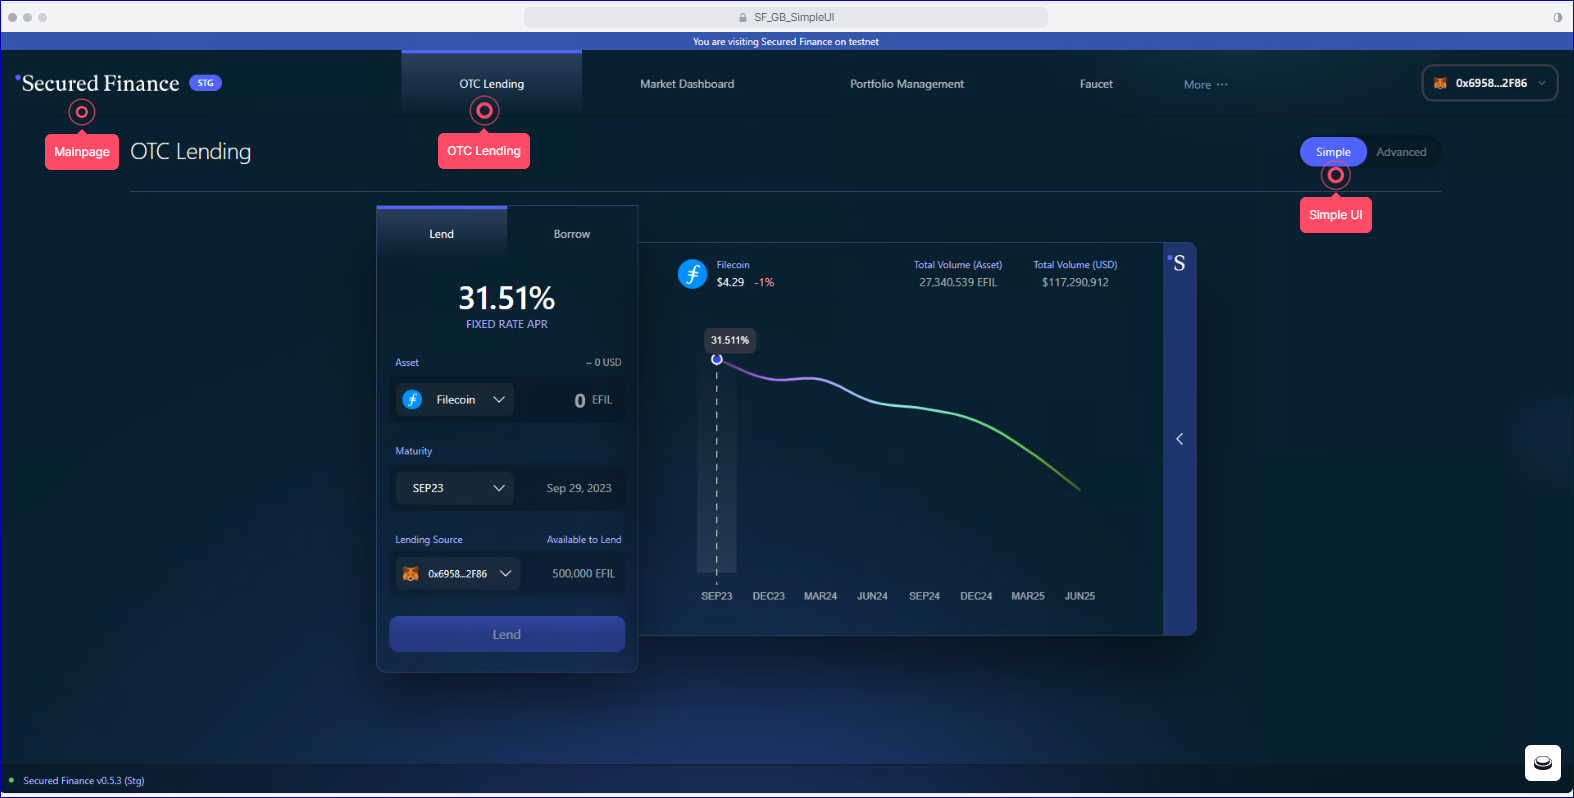 SF_GB_SimpleUI
You are visiting Secured Finance on testnet
Secured Finance STG
OTC Lending
Market Dashboard
Portfolio Management
Faucet
More ···
0x6958...2F86
Mainpage
OTC Lending
OTC Lending
Simple
Advanced
Simple UI
Lend
Borrow
31.51%
FIXED RATE APR
Asset
~ 0 USD
Filecoin
0 EFIL
Maturity
SEP23
Sep 29, 2023
Lending Source
Available to Lend
0x6958...2F86
500,000 EFIL
Lend
Filecoin
$4.29 -1%
Total Volume (Asset)
27.340,539 EFIL
Total Volume (USD)
$117,290,912
S
31.511%
SEP23 DEC23 MAR24 JUN24 SEP24 DEC24 MAR25 JUN25
Secured Finance v0.5.3 (Stg)